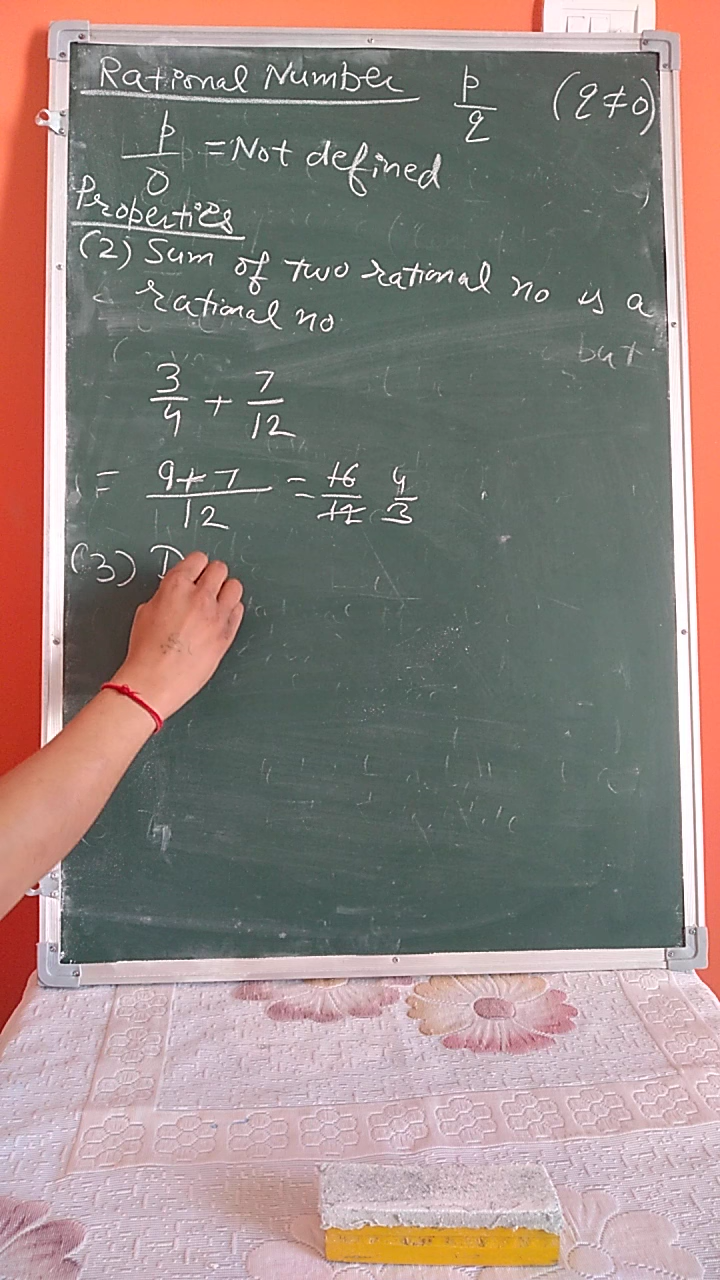 Rational Number p/q (q≠0)
p/0 = Not defined
Properties
(2) Sum of two rational no is a
rational no
but
3/4 + 7/12
= 9+7/12 = 16/12 4/3
(3) D